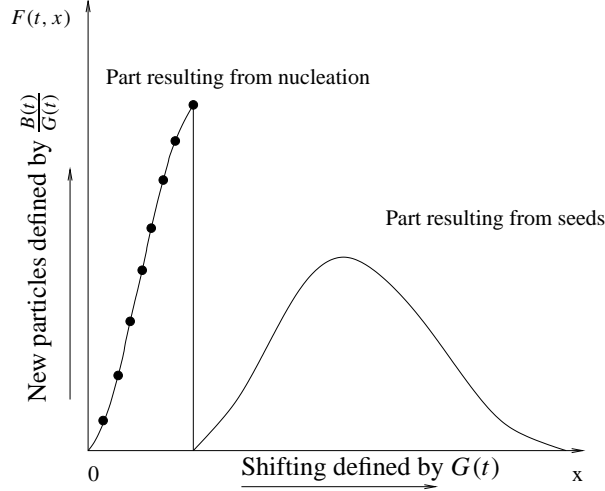 F(t, x)
Part resulting from nucleation
New particles defined by B(t)/G(t)
Part resulting from seeds
0
Shifting defined by G(t)
x